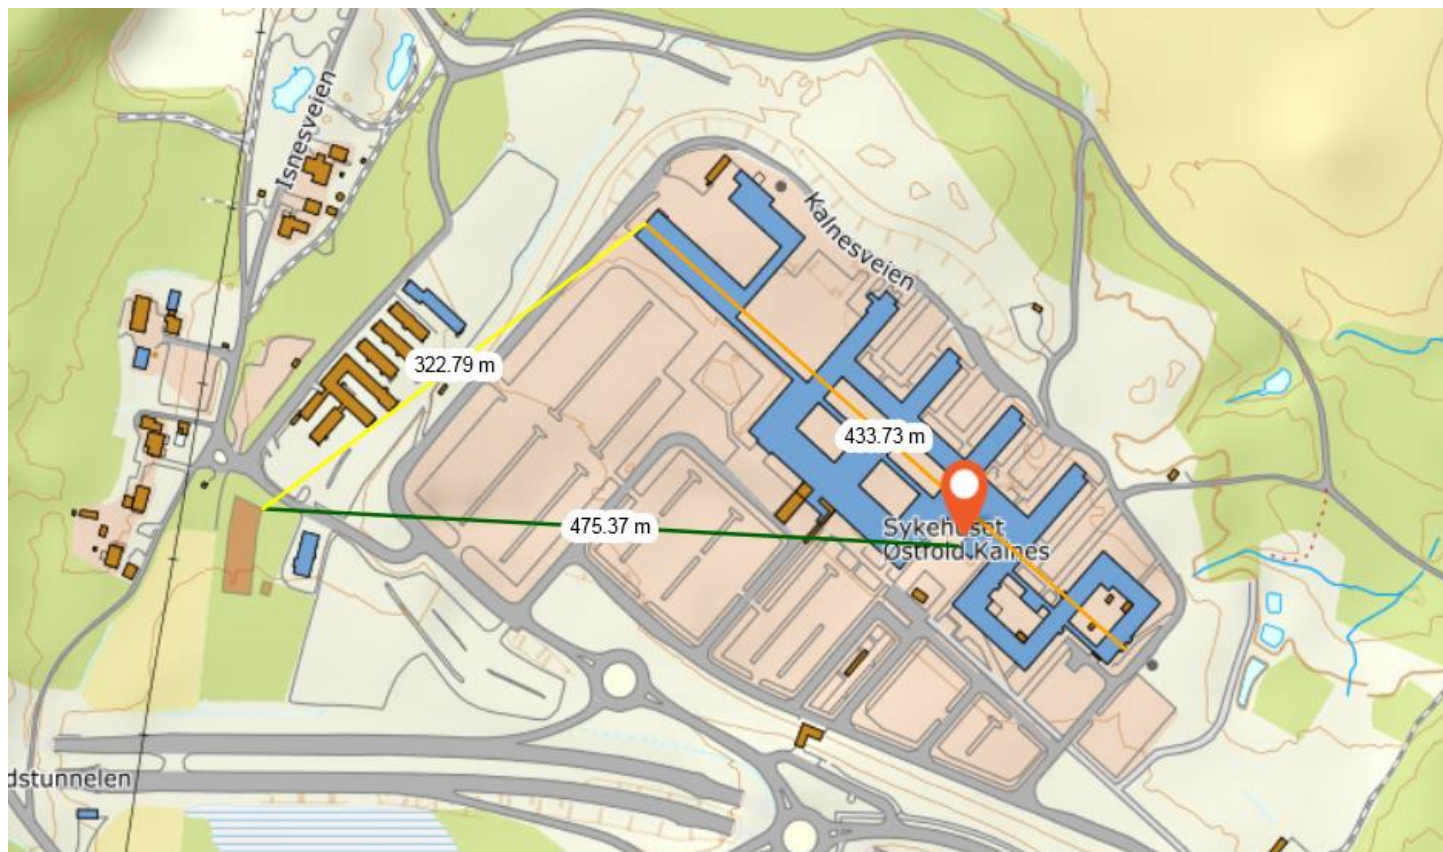 Isnesveien
Kalnesveien
322.79 m
433.73 m
475.37 m
Sykehuset
Østfold Kalnes
dstunnelen